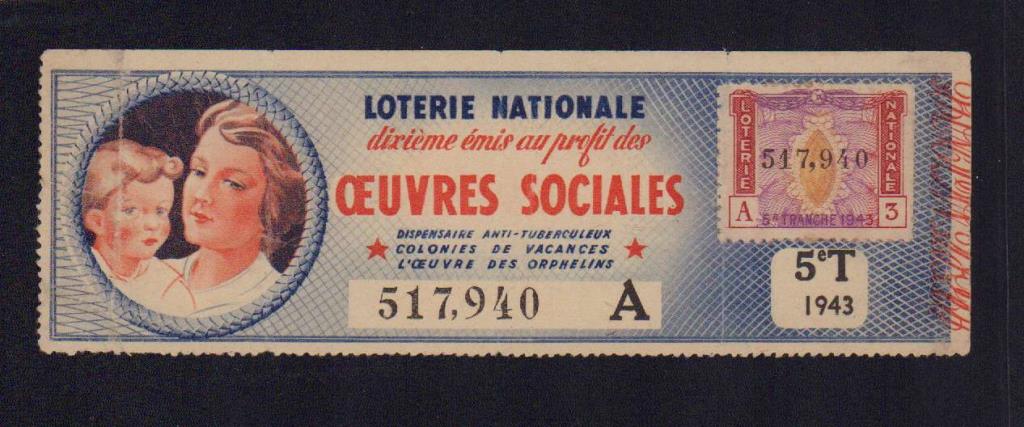 LOTERIE NATIONALE
dixième émis au profit des
ŒUVRES SOCIALES
DISPENSAIRE ANTI-TUBERCULEUX
★ COLONIES DE VACANCES ★
L'ŒUVRE DES ORPHELINS
517,940 A
LOTERIE
NATIONALE
517,940
A 3
5E TRANCHE 1943
5eT
1943